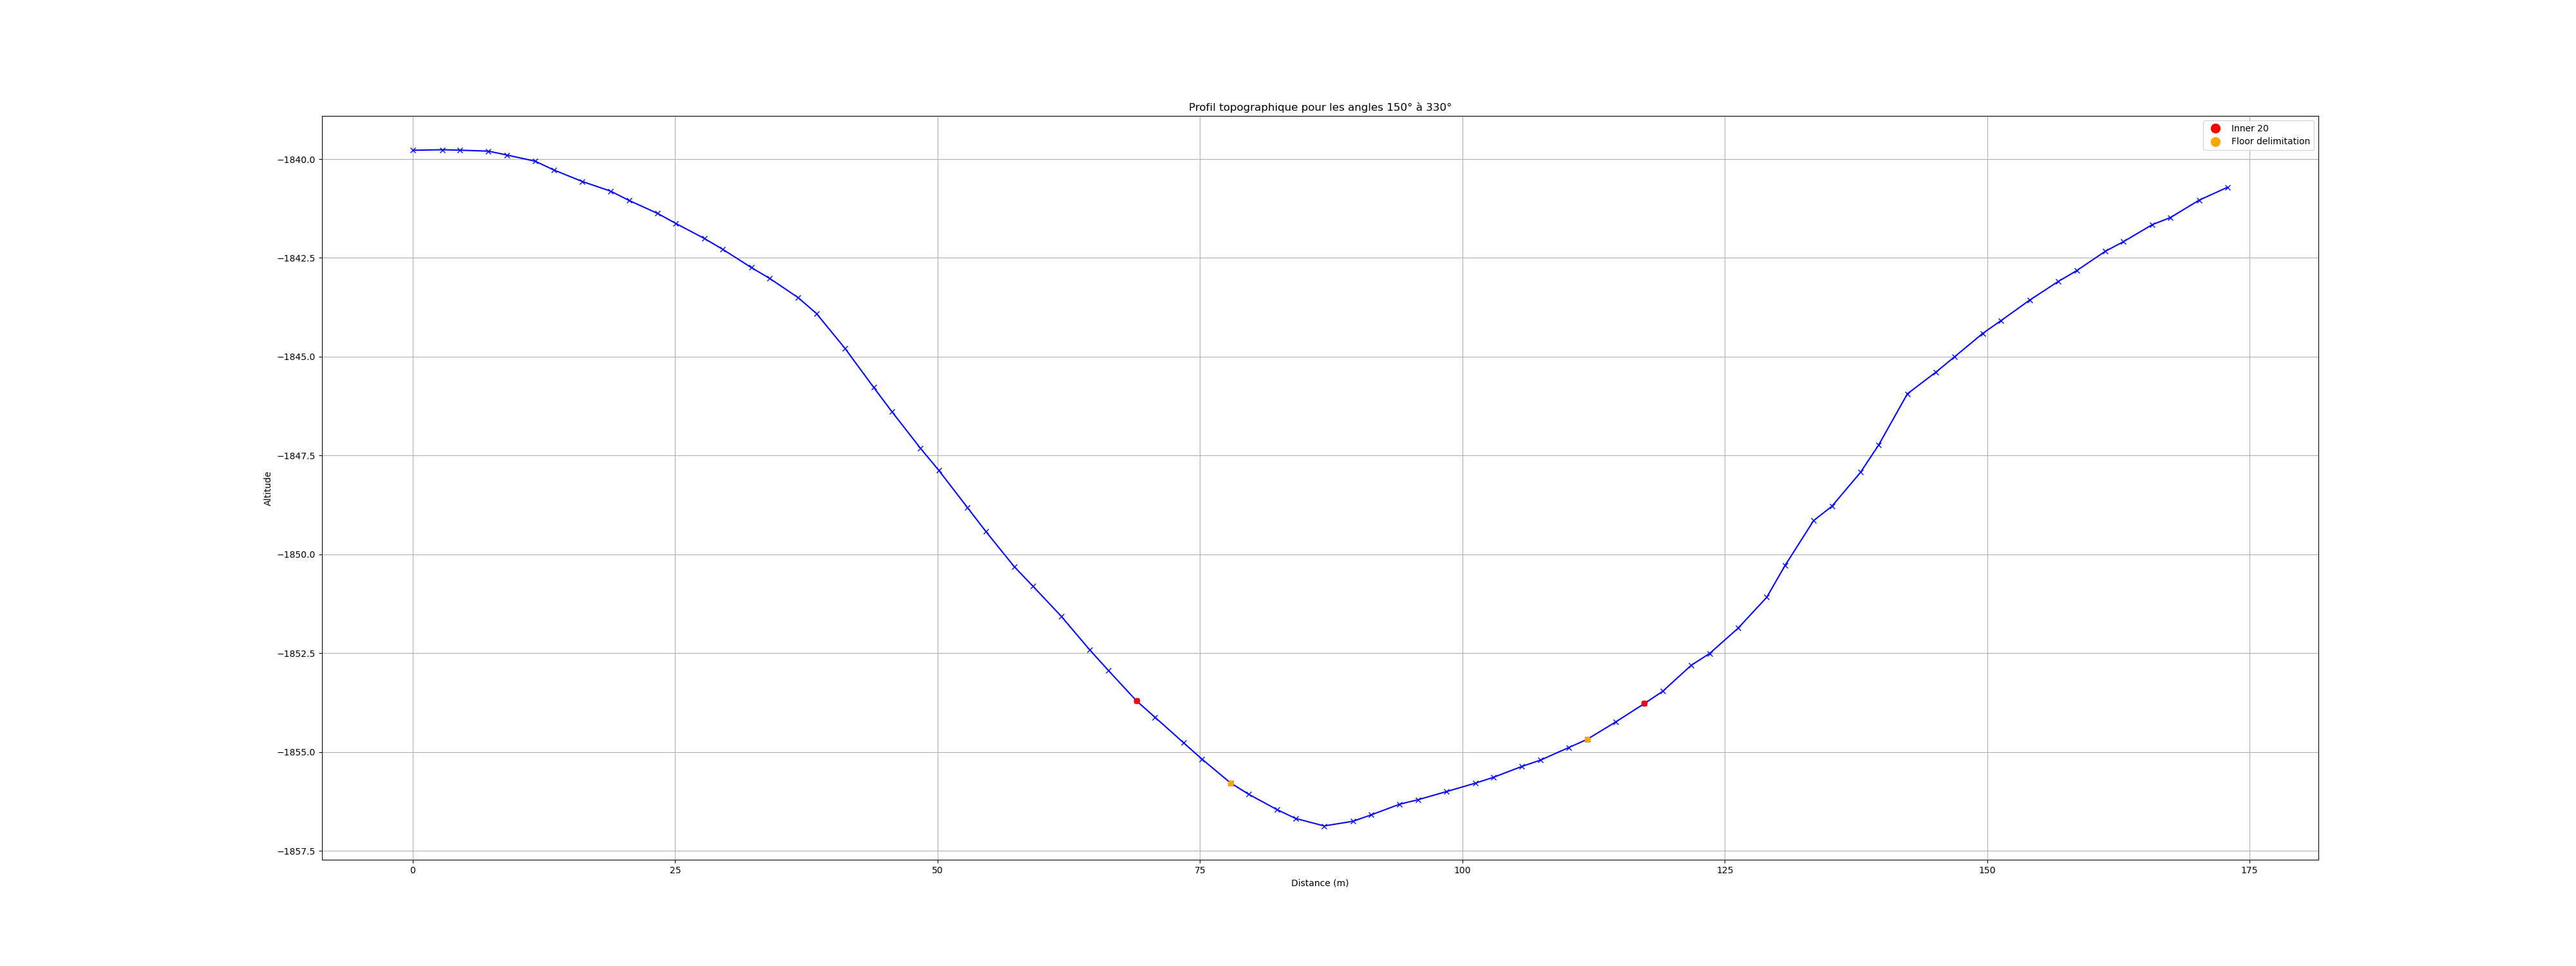 Profil topographique pour les angles 150° à 330°
Inner 20
Floor delimitation
−1840.0
−1842.5
−1845.0
−1847.5
−1850.0
−1852.5
−1855.0
−1857.5
Altitude
0 25 50 75 100 125 150 175
Distance (m)